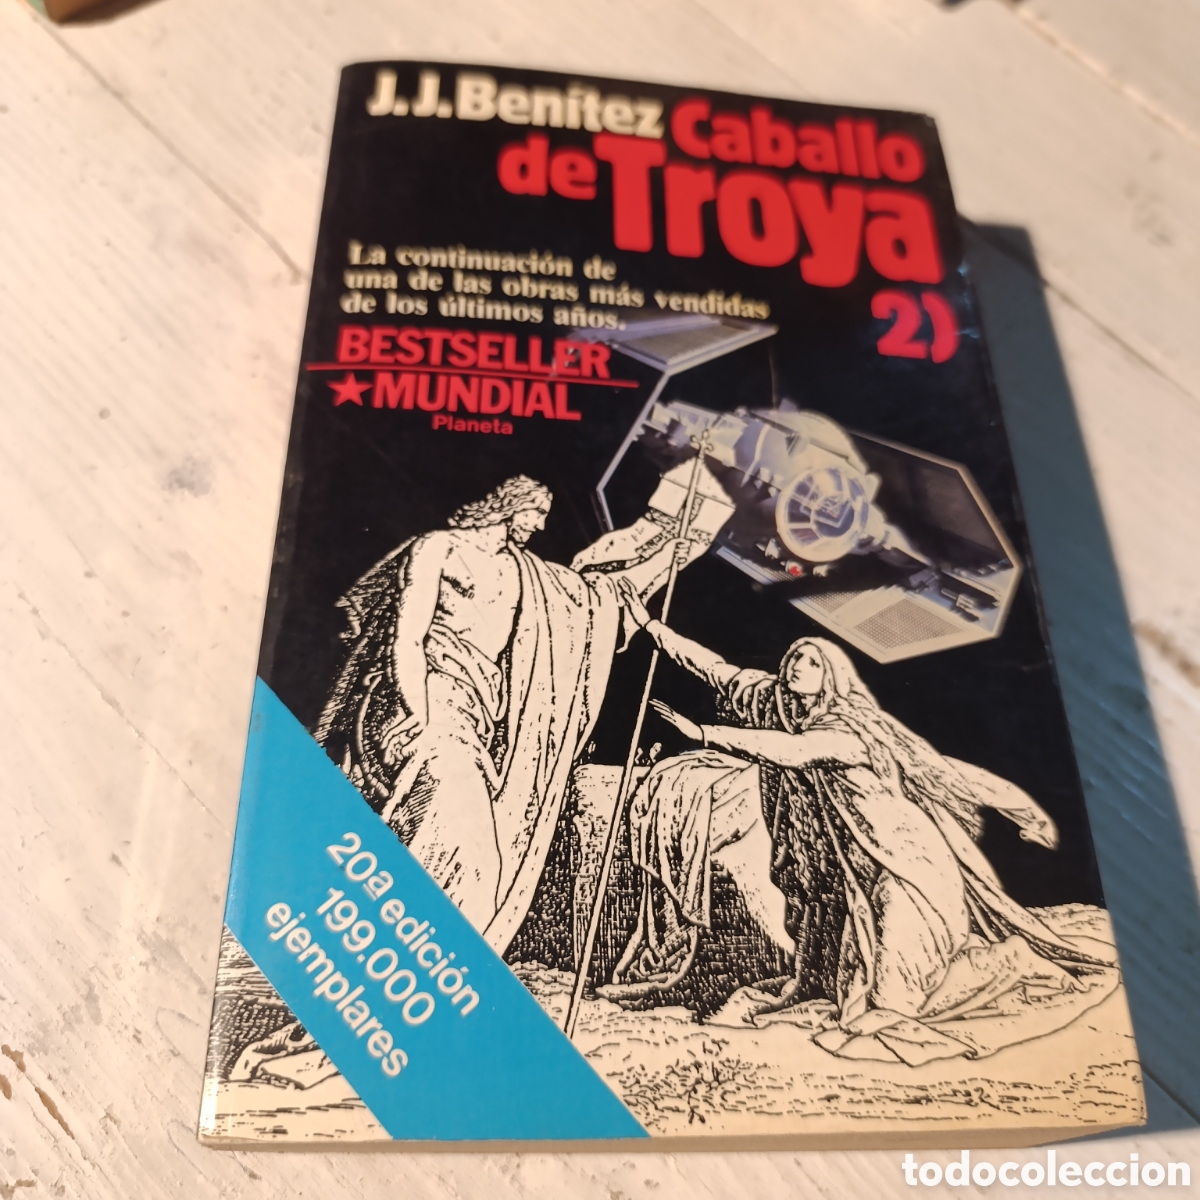 J.J.Benítez Caballo
de Troya
2)
La continuación de
una de las obras más vendidas
de los últimos años.
BESTSELLER
★MUNDIAL
Planeta
20ª edición
199.000
ejemplares
todocoleccion